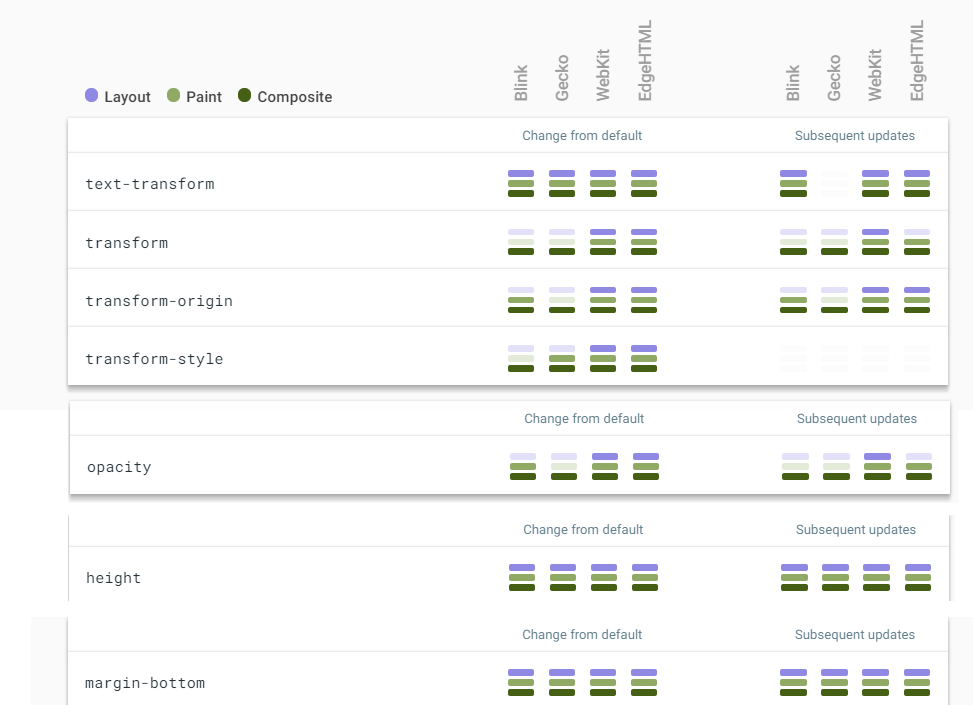 Blink Gecko WebKit EdgeHTML Blink Gecko WebKit EdgeHTML
Layout Paint Composite
Change from default Subsequent updates
text-transform
transform
transform-origin
transform-style
Change from default Subsequent updates
opacity
Change from default Subsequent updates
height
Change from default Subsequent updates
margin-bottom